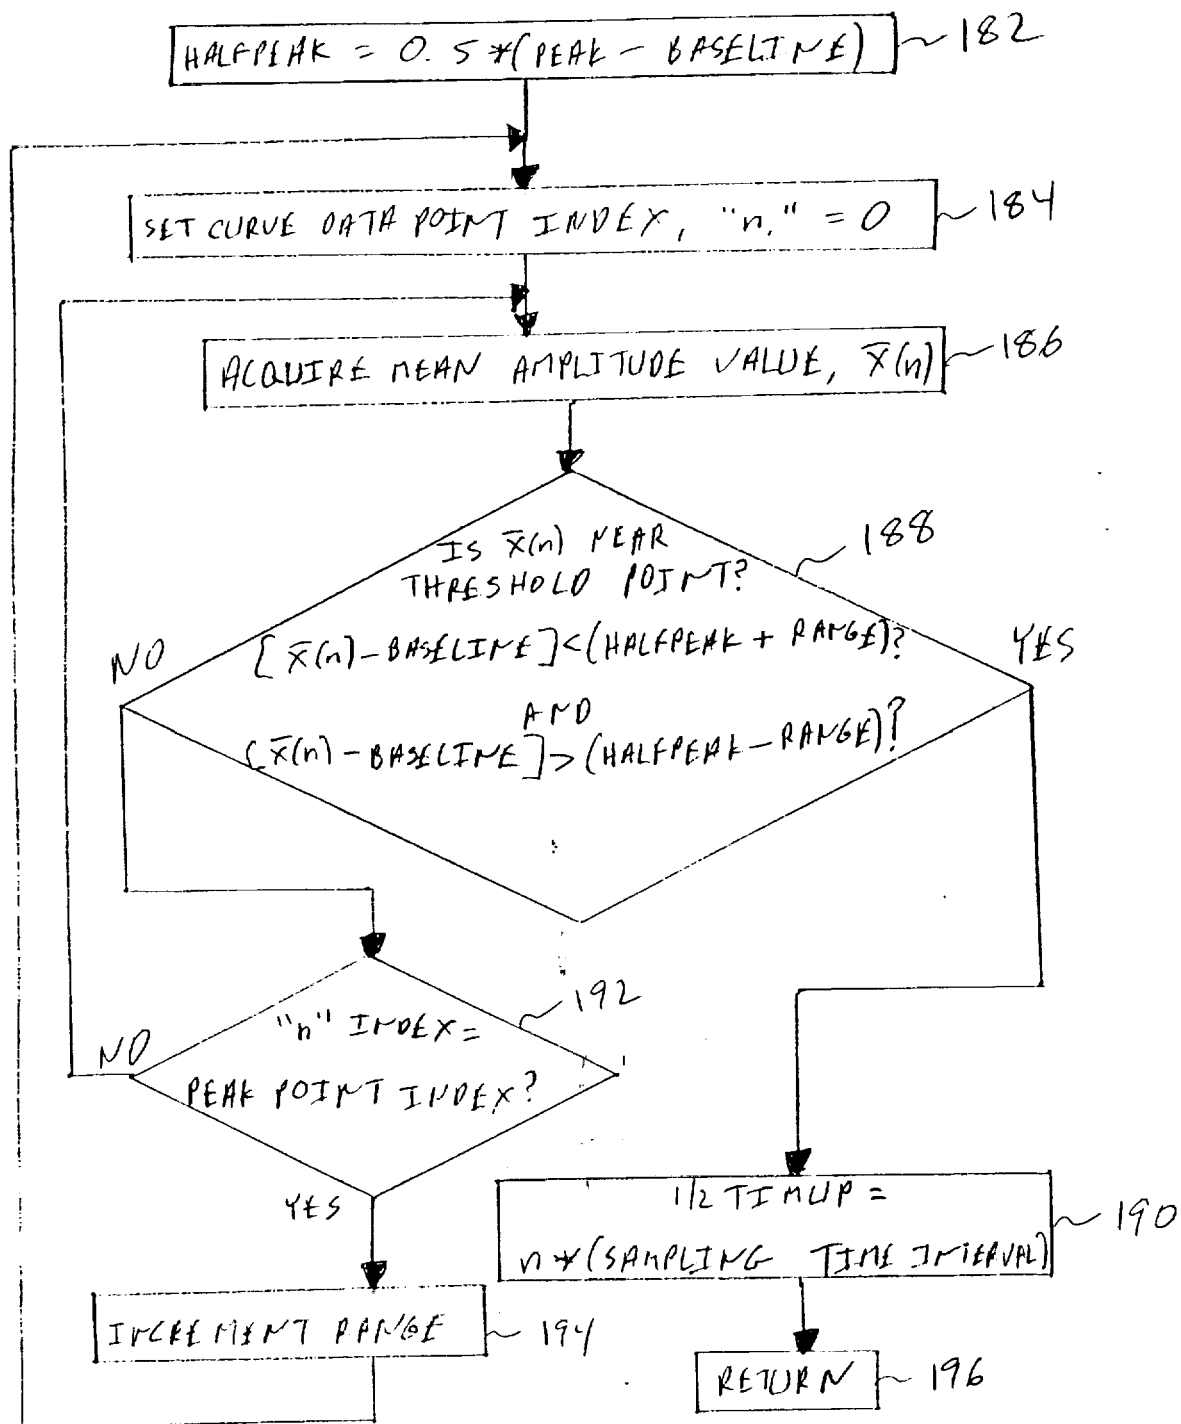 HALFPEAK = 0.5*(PEAK - BASELINE) 182
SET CURVE DATA POINT INDEX, "n." = 0 184
ACQUIRE MEAN AMPLITUDE VALUE, x̄(n) 186
IS x̄(n) NEAR
THRESHOLD POINT?
188
NO
[x̄(n)-BASELINE]<(HALFPEAK + RANGE)?
YES
AND
[x̄(n)-BASELINE]>(HALFPEAK-RANGE)?
192
"n" INDEX=
NO
PEAK POINT INDEX?
YES
1/2 TIMUP =
190
n*(SAMPLING TIME INTERVAL)
INCREMENT RANGE 194
RETURN 196